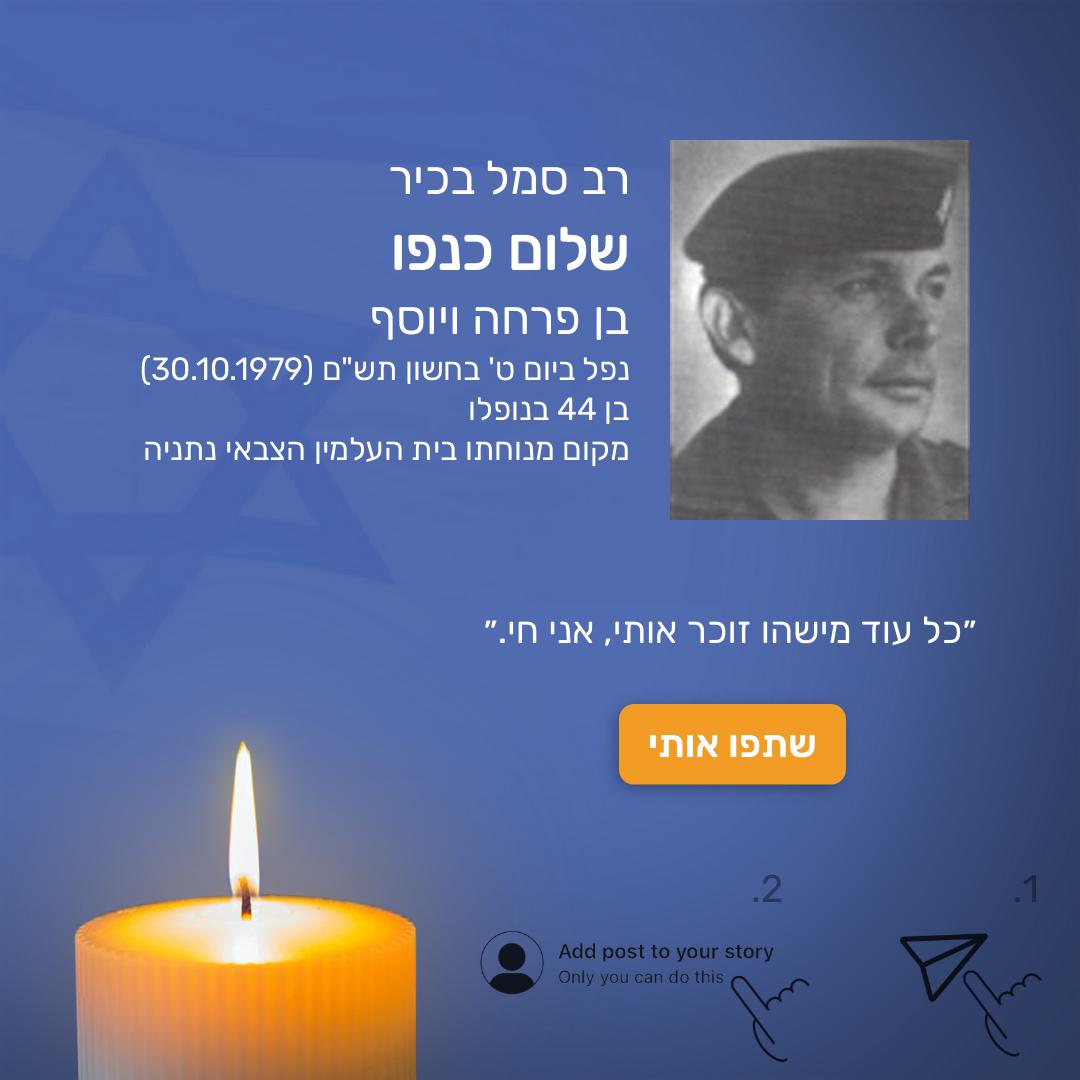 רב סמל בכיר
שלום כנפו
בן פרחה ויוסף
נפל ביום ט' בחשון תש"ם (30.10.1979)
בן 44 בנופלו
מקום מנוחתו בית העלמין הצבאי נתניה
״כל עוד מישהו זוכר אותי, אני חי.״
שתפו אותי
1.
2.
Add post to your story
Only you can do this